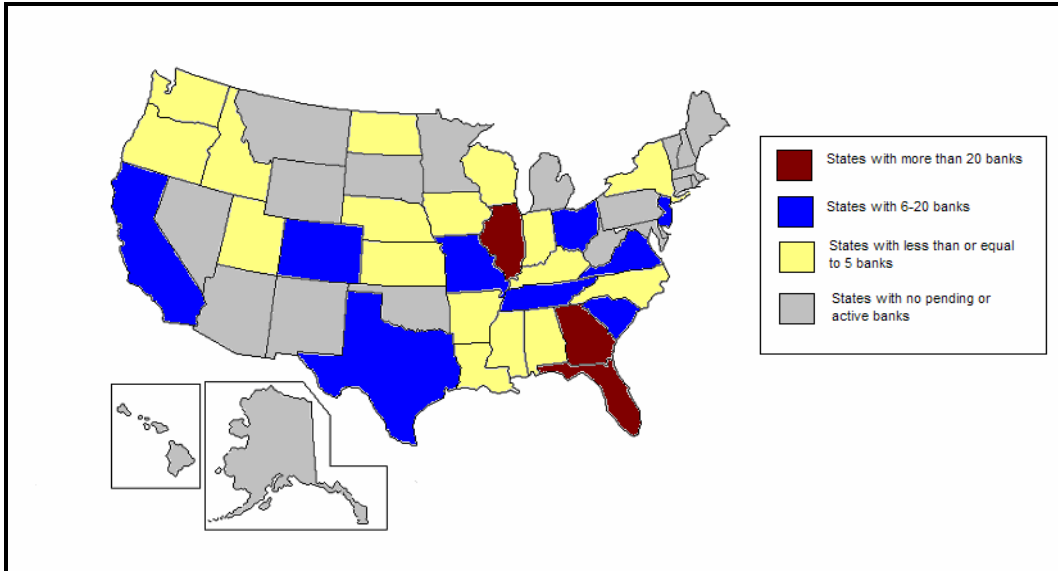 States with more than 20 banks
States with 6-20 banks
States with less than or equal
to 5 banks
States with no pending or
active banks